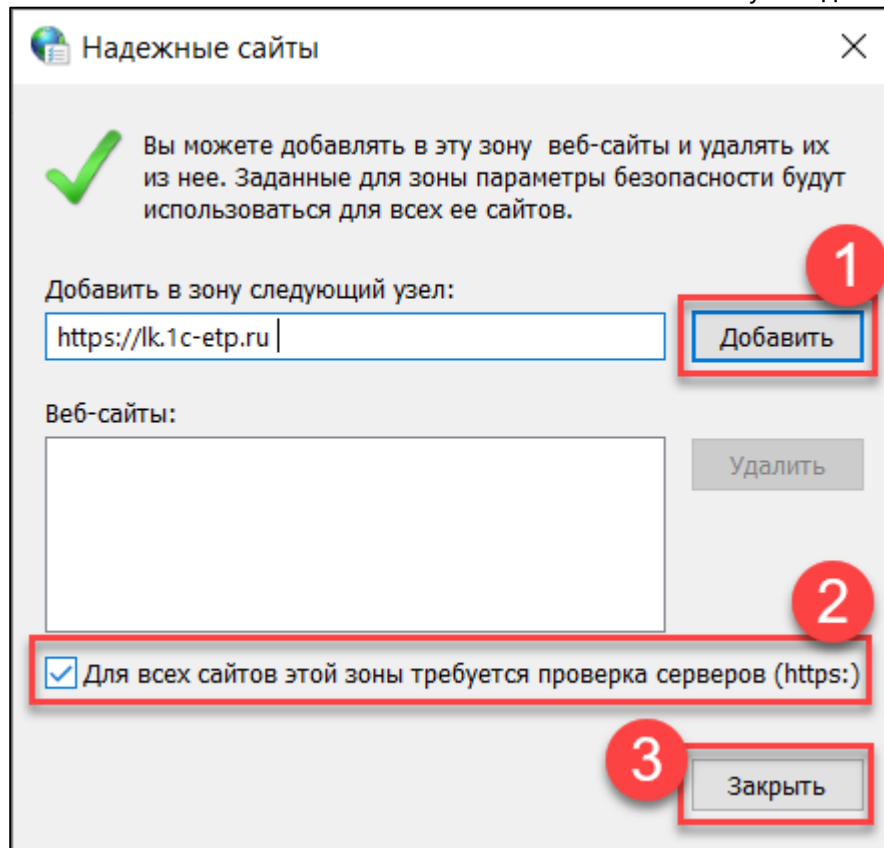 Надежные сайты
Вы можете добавлять в эту зону веб-сайты и удалять их
из нее. Заданные для зоны параметры безопасности будут
использоваться для всех ее сайтов.
1
Добавить в зону следующий узел:
https://lk.1c-etp.ru
Добавить
Веб-сайты:
Удалить
2
Для всех сайтов этой зоны требуется проверка серверов (https:)
3
Закрыть